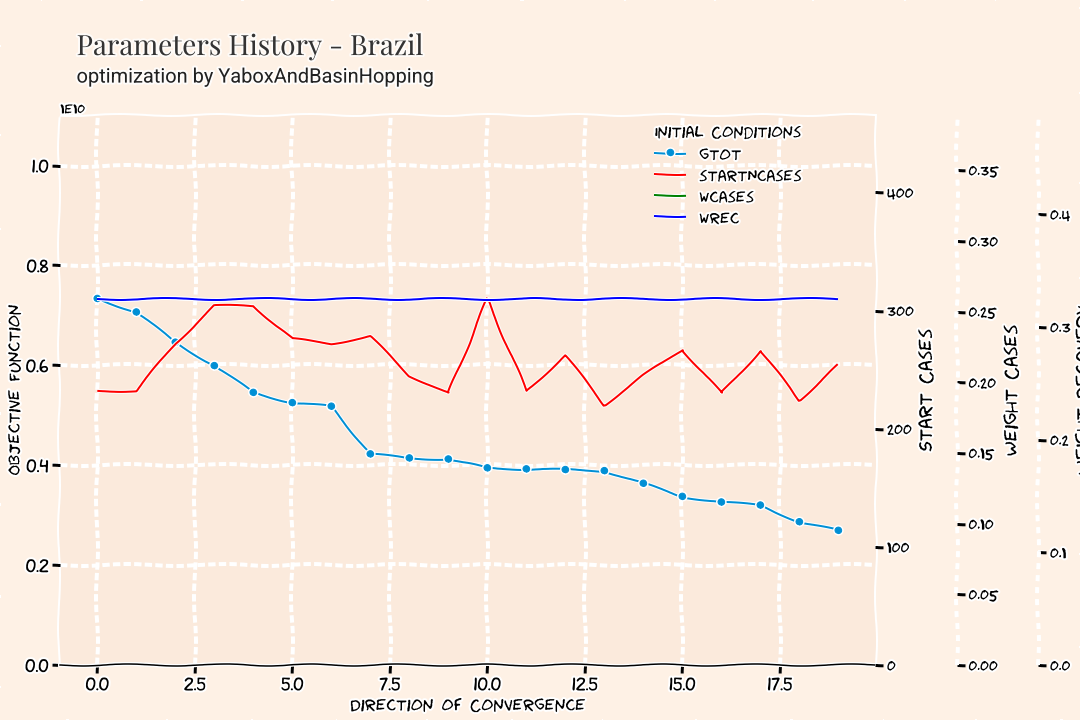 Parameters History - Brazil
optimization by YaboxAndBasinHopping
1E10
INITIAL CONDITIONS
GTOT
STARTNCASES
WCASES
WREC
1.0
0.8
0.6
0.4
0.2
0.0
OBJECTIVE FUNCTION
0.0 2.5 5.0 7.5 10.0 12.5 15.0 17.5
DIRECTION OF CONVERGENCE
400
300
200
100
0
START CASES
0.35
0.30
0.25
0.20
0.15
0.10
0.05
0.00
WEIGHT CASES
0.4
0.3
0.2
0.1
0.0